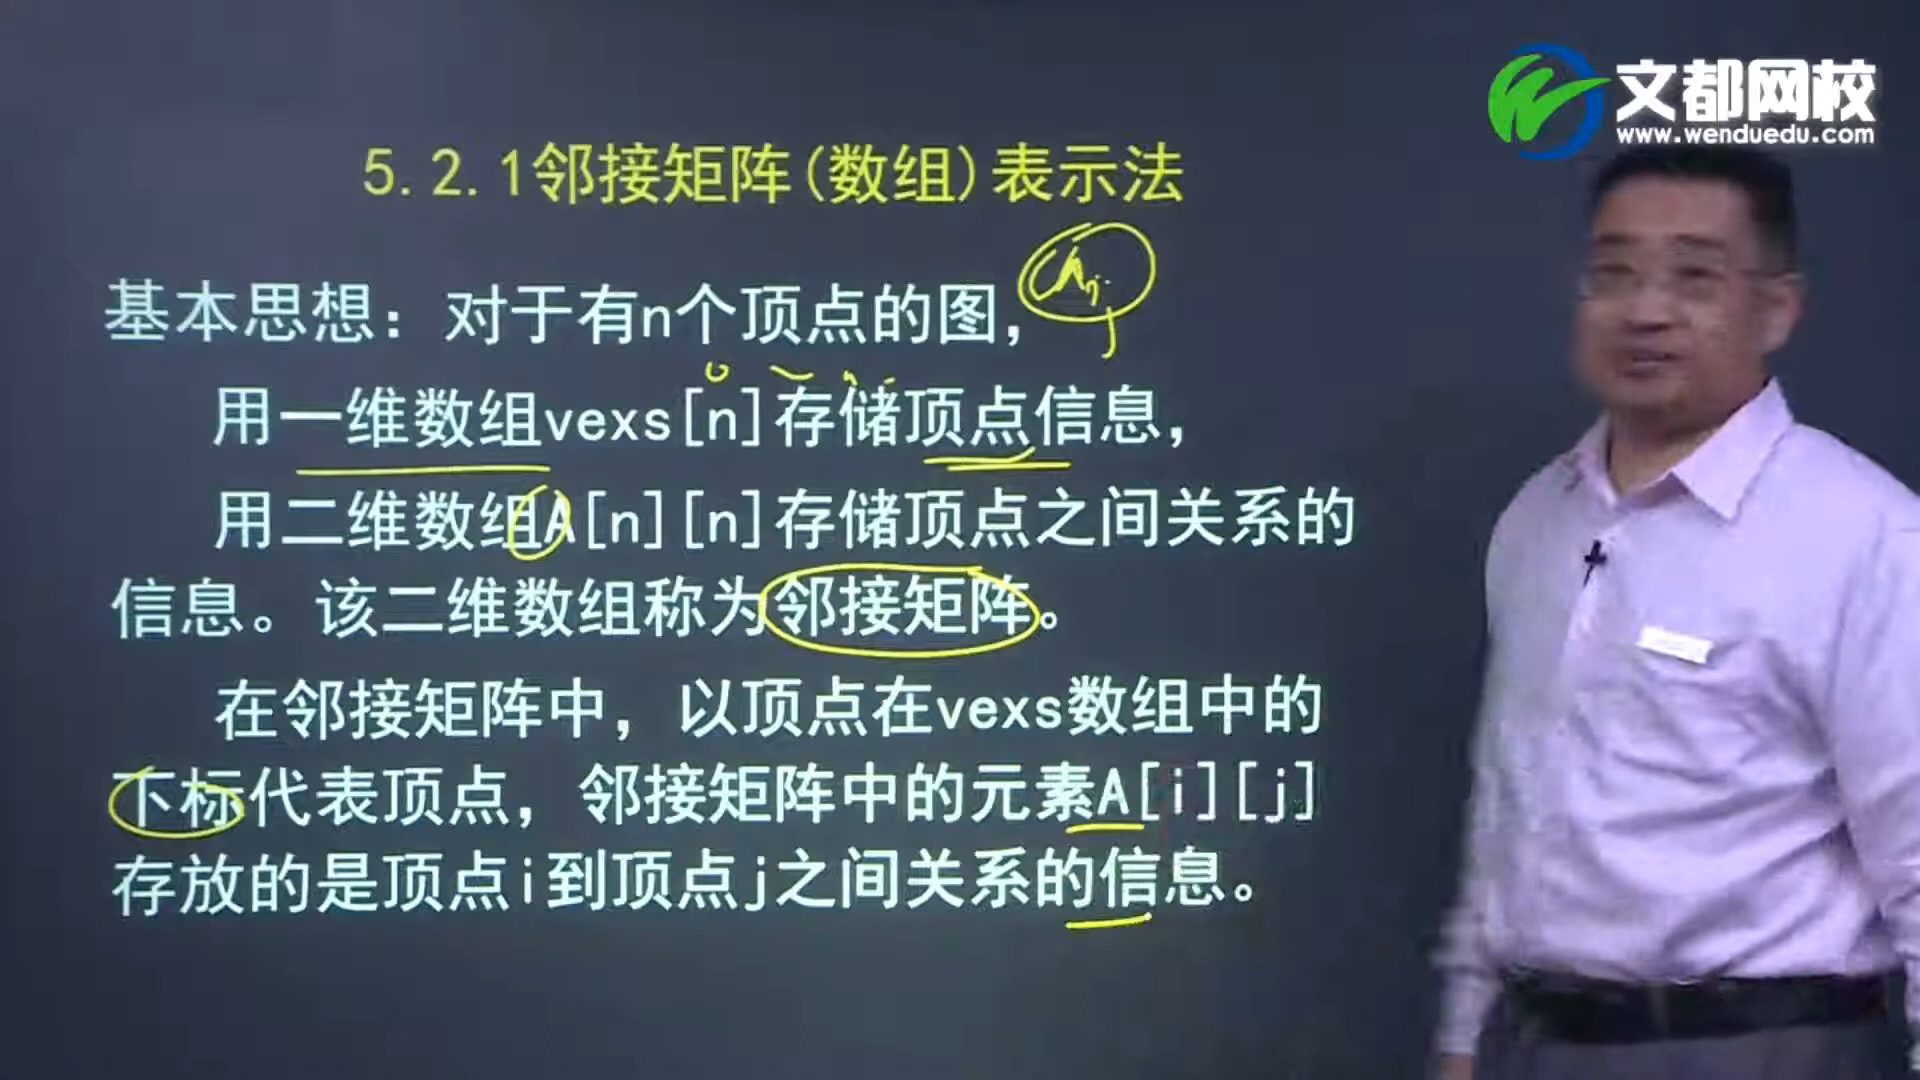 文都网校
www.wenduedu.com
5.2.1邻接矩阵(数组)表示法
基本思想：对于有n个顶点的图，
用一维数组vexs[n]存储顶点信息，
用二维数组A[n][n]存储顶点之间关系的
信息。该二维数组称为邻接矩阵。
在邻接矩阵中，以顶点在vexs数组中的
下标代表顶点，邻接矩阵中的元素A[i][j]
存放的是顶点i到顶点j之间关系的信息。